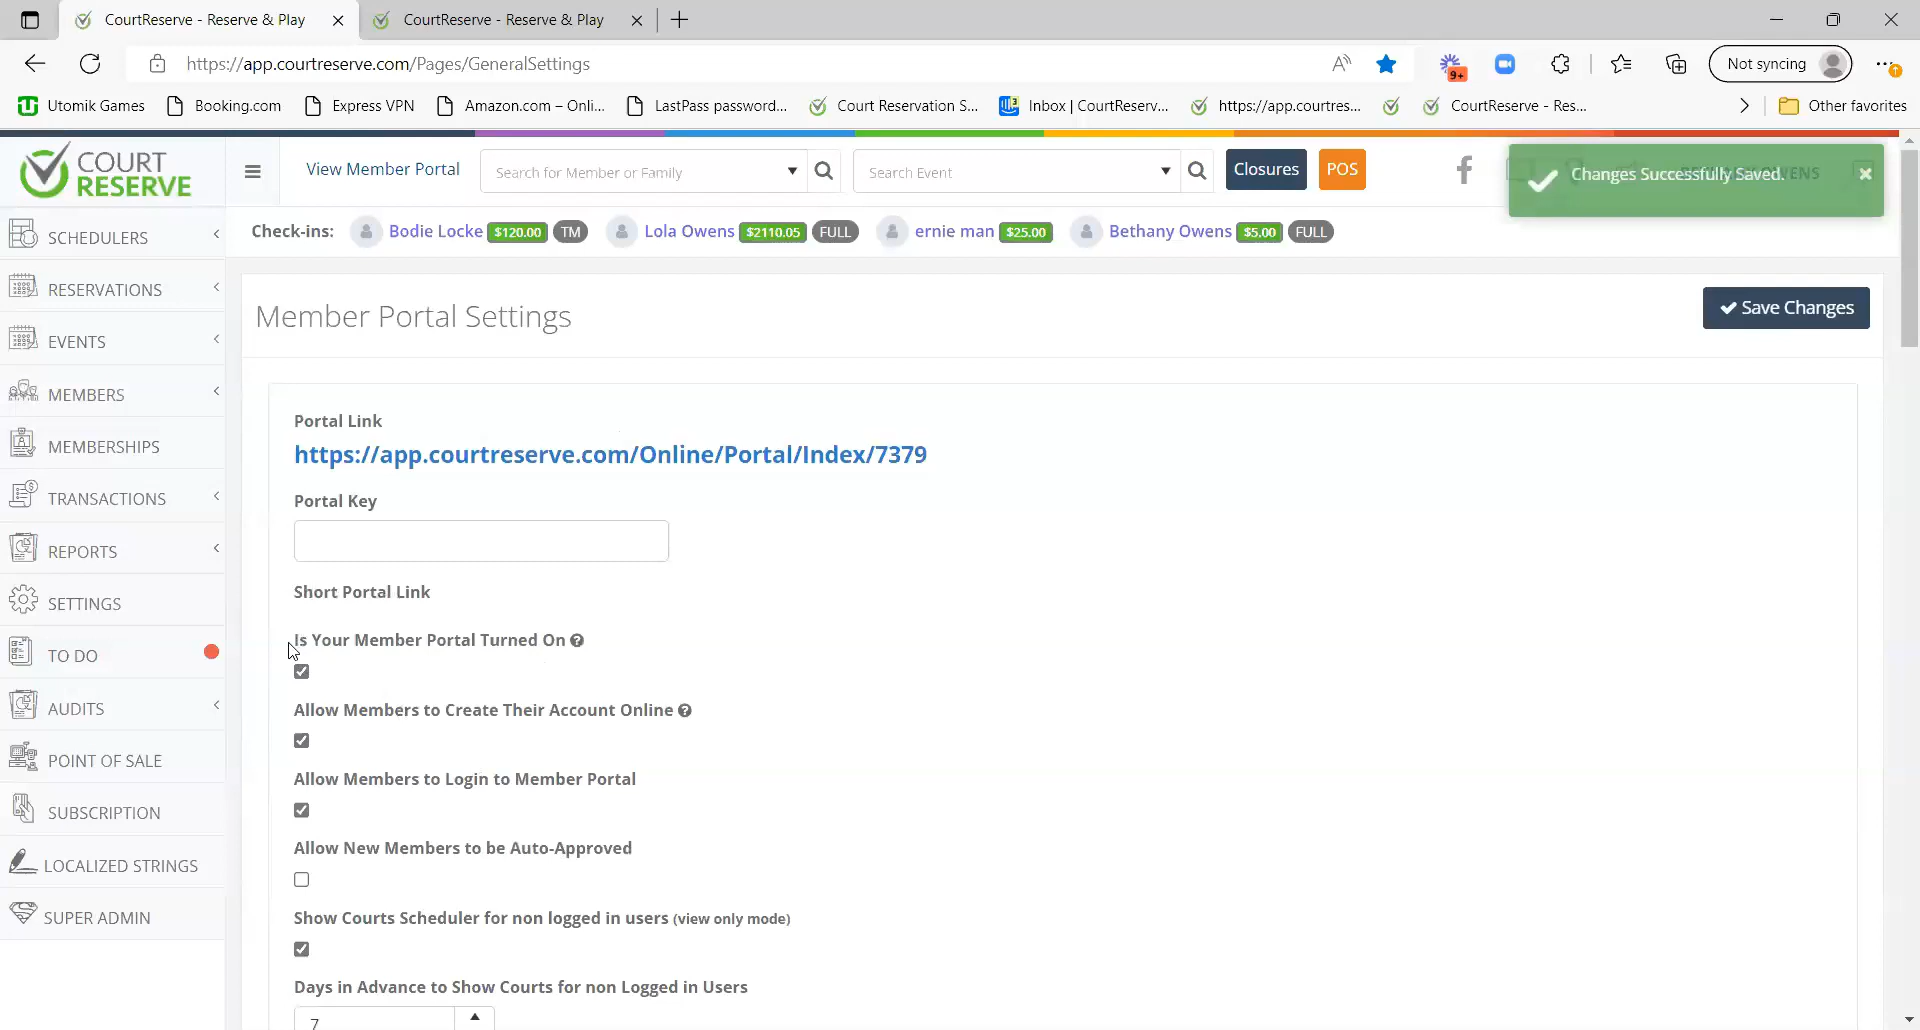 CourtReserve - Reserve & Play
CourtReserve - Reserve & Play
https://app.courtreserve.com/Pages/GeneralSettings
9+
Not syncing
Utomik Games
Booking.com
Express VPN
Amazon.com – Onli...
LastPass password...
Court Reservation S...
Inbox | CourtReserv...
https://app.courtres...
CourtReserve - Res...
Other favorites
COURT
RESERVE
View Member Portal
Search for Member or Family
Search Event
Closures
POS
Changes Successfully Saved.
Check-ins:
Bodie Locke $120.00 TM
Lola Owens $2110.05 FULL
ernie man $25.00
Bethany Owens $5.00 FULL
SCHEDULERS
RESERVATIONS
EVENTS
MEMBERS
MEMBERSHIPS
TRANSACTIONS
REPORTS
SETTINGS
TO DO
AUDITS
POINT OF SALE
SUBSCRIPTION
LOCALIZED STRINGS
SUPER ADMIN
Member Portal Settings
Save Changes
Portal Link
https://app.courtreserve.com/Online/Portal/Index/7379
Portal Key
Short Portal Link
Is Your Member Portal Turned On
Allow Members to Create Their Account Online
Allow Members to Login to Member Portal
Allow New Members to be Auto-Approved
Show Courts Scheduler for non logged in users (view only mode)
Days in Advance to Show Courts for non Logged in Users
7